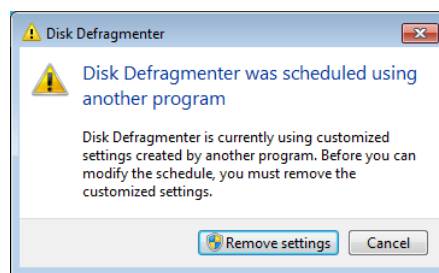 Disk Defragmenter
Disk Defragmenter was scheduled using
another program
Disk Defragmenter is currently using customized
settings created by another program. Before you can
modify the schedule, you must remove the
customized settings.
Remove settings
Cancel